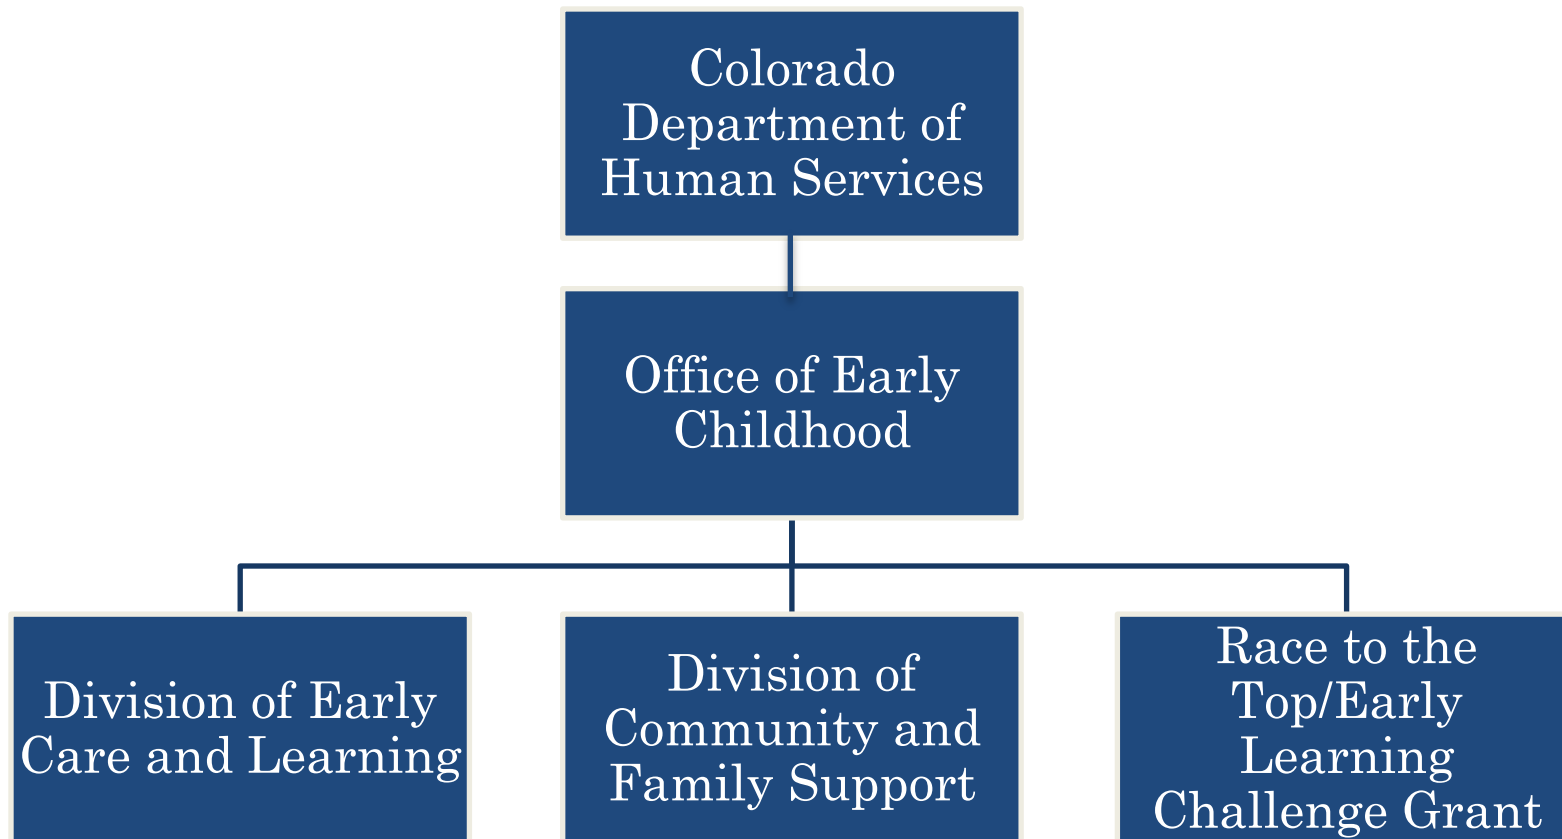 Colorado
Department of
Human Services
Office of Early
Childhood
Division of Early
Care and Learning
Division of
Community and
Family Support
Race to the
Top/Early
Learning
Challenge Grant